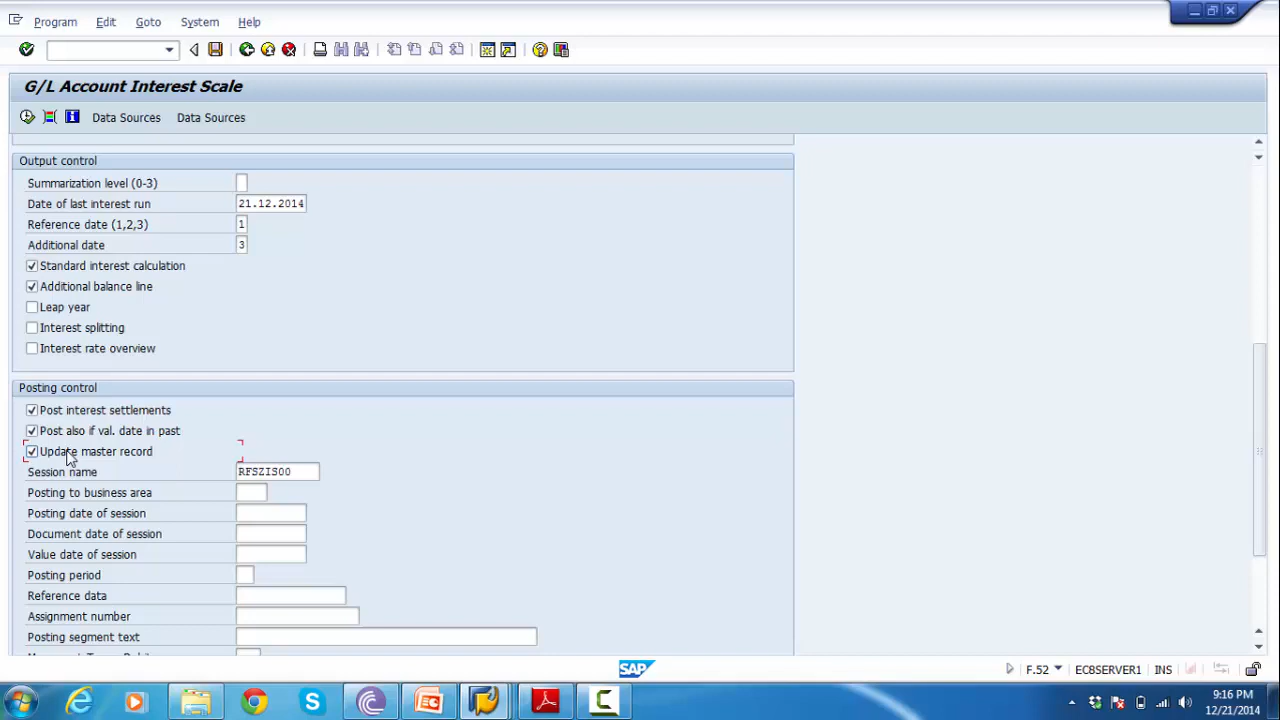 Program Edit Goto System Help
G/L Account Interest Scale
Data Sources Data Sources
Output control
Summarization level (0-3)
Date of last interest run 21.12.2014
Reference date (1,2,3) 1
Additional date 3
Standard interest calculation
Additional balance line
Leap year
Interest splitting
Interest rate overview
Posting control
Post interest settlements
Post also if val. date in past
Update master record
Session name RFSZIS00
Posting to business area
Posting date of session
Document date of session
Value date of session
Posting period
Reference data
Assignment number
Posting segment text
SAP F.52 EC8SERVER1 INS
9:16 PM
12/21/2014